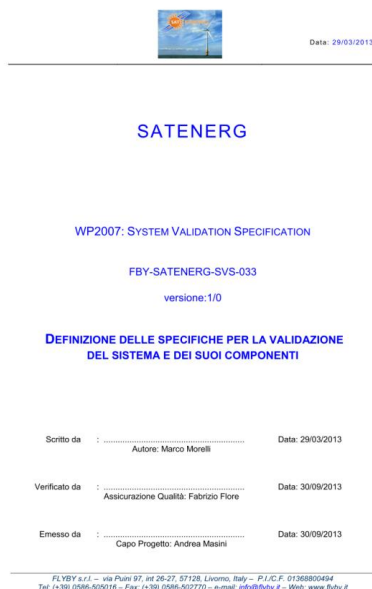 Data: 29/03/2013
SATENERG
WP2007: SYSTEM VALIDATION SPECIFICATION
FBY-SATENERG-SVS-033
versione:1/0
DEFINIZIONE DELLE SPECIFICHE PER LA VALIDAZIONE
DEL SISTEMA E DEI SUOI COMPONENTI
Scritto da : ............................................................ Data: 29/03/2013
Autore: Marco Morelli
Verificato da : ............................................................ Data: 30/09/2013
Assicurazione Qualità: Fabrizio Flore
Emesso da : ............................................................ Data: 30/09/2013
Capo Progetto: Andrea Masini
FLYBY s.r.l. – via Puini 97, int 26-27, 57128, Livorno, Italy – P.I./C.F. 01368800494
Tel: (+39) 0586-505016 – Fax: (+39) 0586-502770 – e-mail: info@flyby.it – Web: www.flyby.it